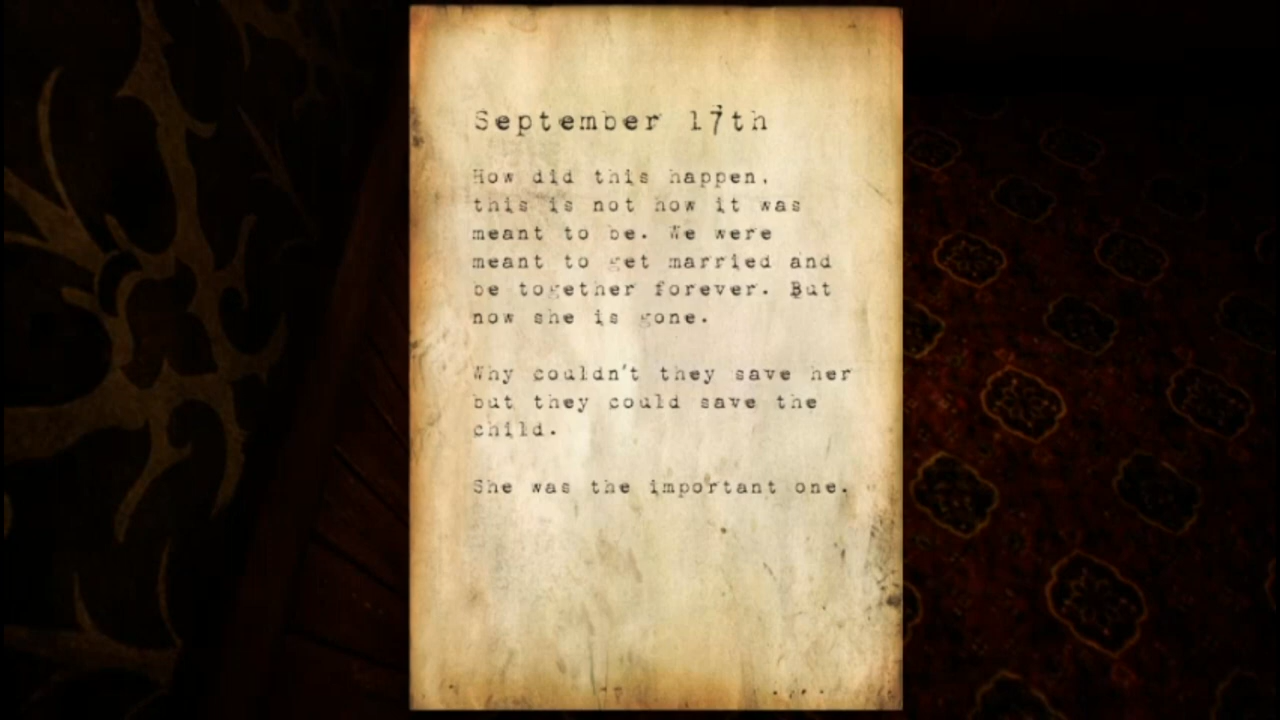 September 17th
How did this happen,
this is not how it was
meant to be. We were
meant to get married and
be together forever. But
now she is gone.
Why couldn't they save her
but they could save the
child.
She was the important one.